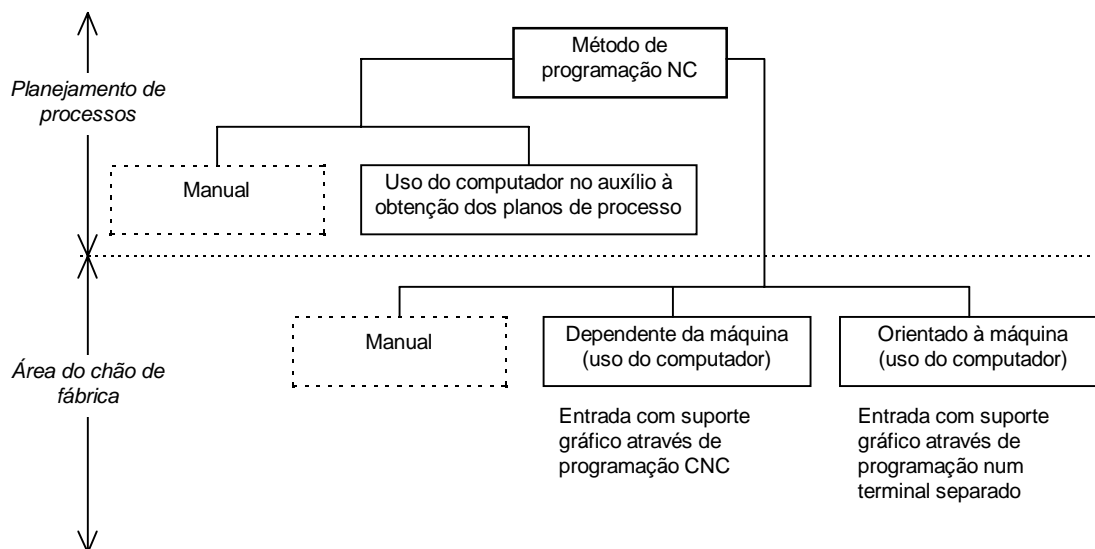 Método de
programação NC
Planejamento de
processos
Manual
Uso do computador no auxílio à
obtenção dos planos de processo
Área do chão de
fábrica
Manual
Dependente da máquina
(uso do computador)
Orientado à máquina
(uso do computador)
Entrada com suporte
gráfico através de
programação CNC
Entrada com suporte
gráfico através de
programação num
terminal separado